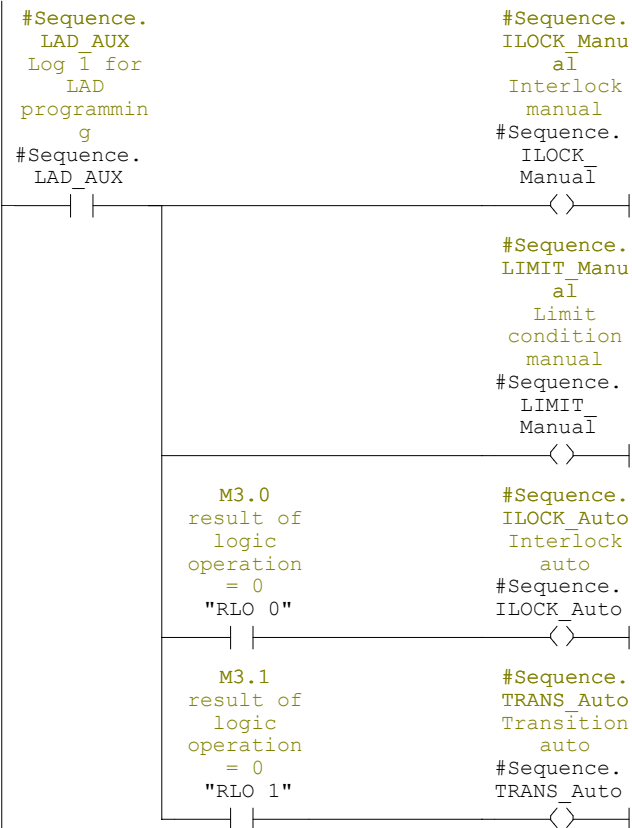 #Sequence.
LAD_AUX
Log 1 for
LAD
programmin
g
#Sequence.
LAD_AUX
#Sequence.
ILOCK_Manu
al
Interlock
manual
#Sequence.
ILOCK_
Manual
#Sequence.
LIMIT_Manu
al
Limit
condition
manual
#Sequence.
LIMIT_
Manual
M3.0
result of
logic
operation
= 0
"RLO 0"
#Sequence.
ILOCK_Auto
Interlock
auto
#Sequence.
ILOCK_Auto
M3.1
result of
logic
operation
= 0
"RLO 1"
#Sequence.
TRANS_Auto
Transition
auto
#Sequence.
TRANS_Auto